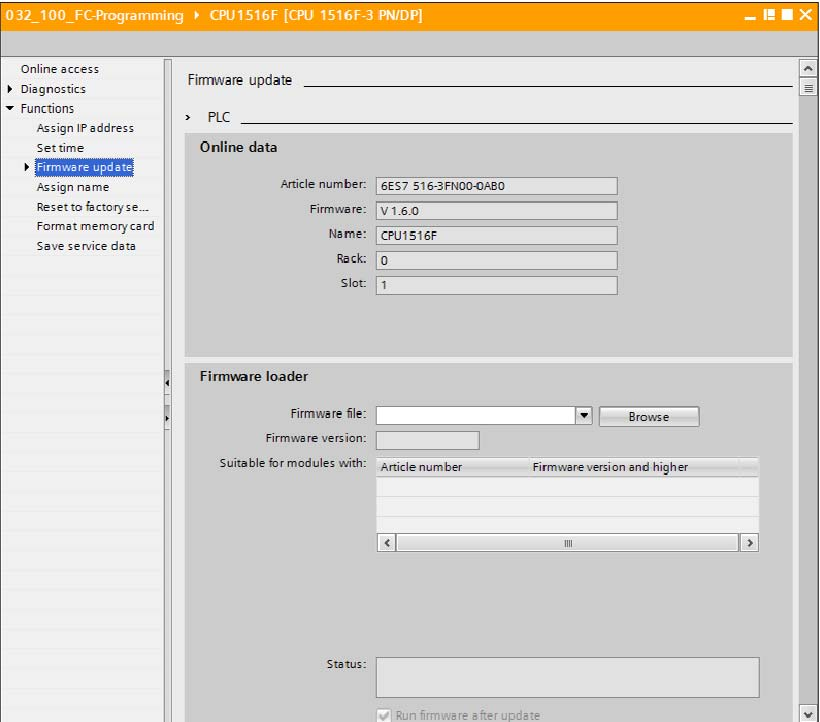 032_100_FC-Programming ▸ CPU1516F [CPU 1516F-3 PN/DP]
Online access
Diagnostics
Functions
Assign IP address
Set time
Firmware update
Assign name
Reset to factory se...
Format memory card
Save service data
Firmware update
PLC
Online data
Article number: 6ES7 516-3FN00-0AB0
Firmware: V 1.6.0
Name: CPU1516F
Rack: 0
Slot: 1
Firmware loader
Firmware file: Browse
Firmware version:
Suitable for modules with: Article number Firmware version and higher
Status:
Run firmware after update